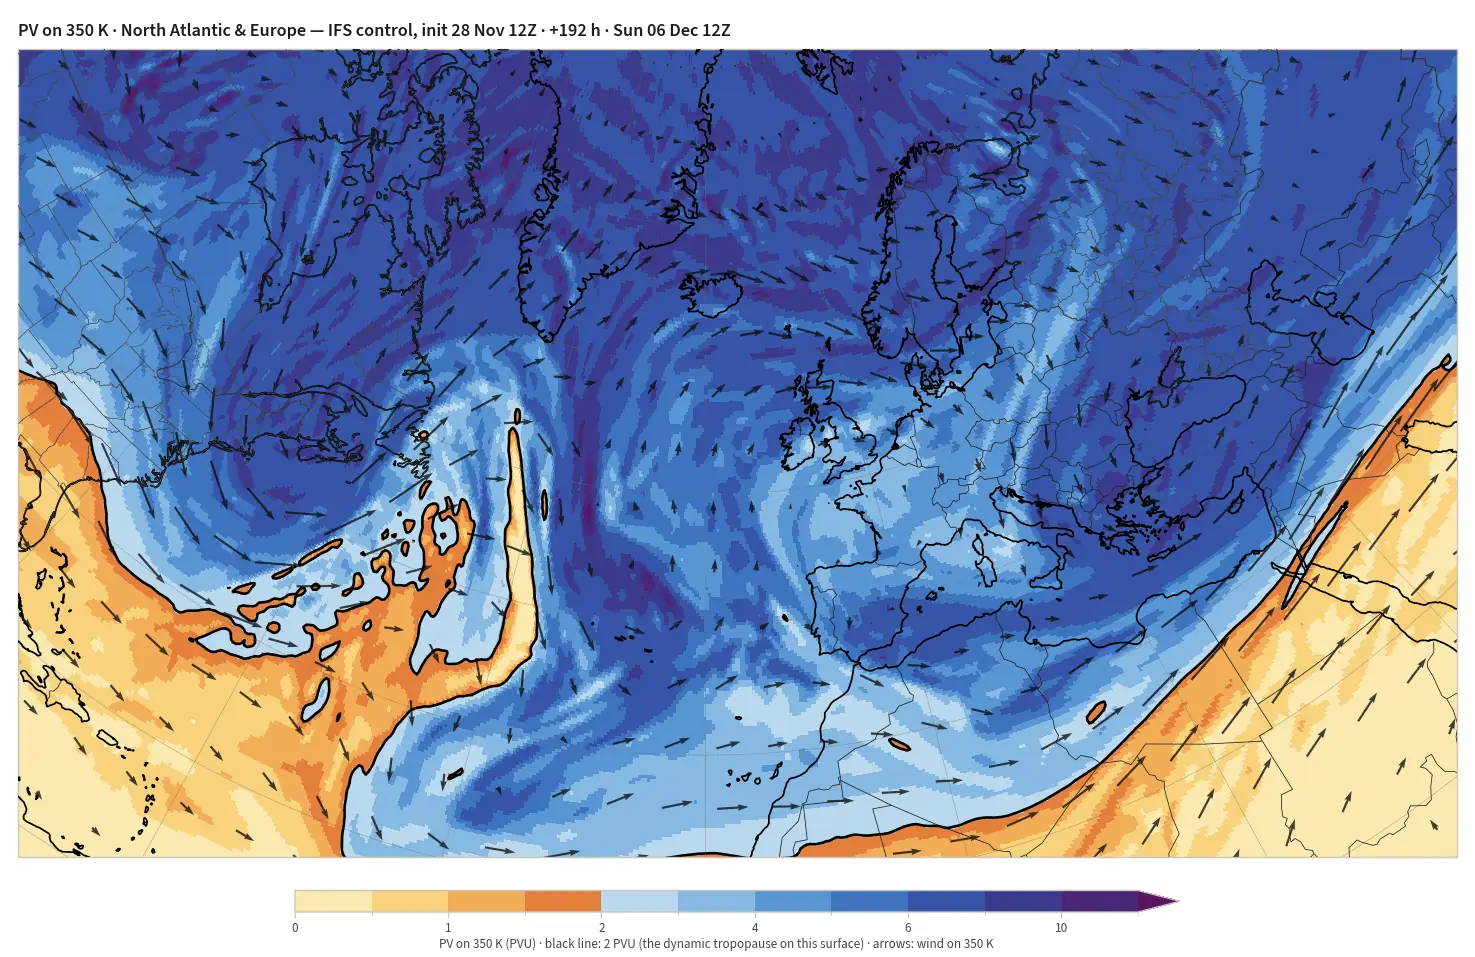 PV on 350 K · North Atlantic & Europe — IFS control, init 28 Nov 12Z · +192 h · Sun 06 Dec 12Z
0 1 2 4 6 10
PV on 350 K (PVU) · black line: 2 PVU (the dynamic tropopause on this surface) · arrows: wind on 350 K